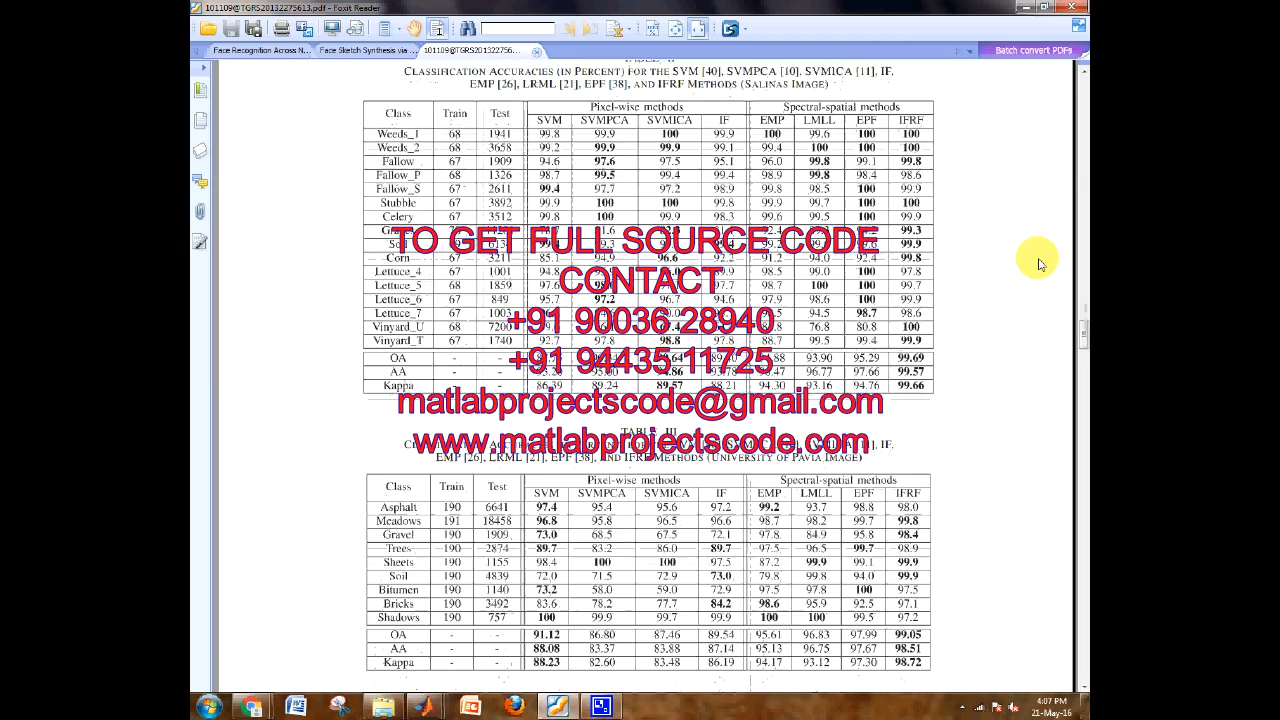 101109@TGRS20132275613.pdf - Foxit Reader
Face Recognition Across N... Face Sketch Synthesis via ... 101109@TGRS201322756... Batch convert PDFs
CLASSIFICATION ACCURACIES (IN PERCENT) FOR THE SVM [40], SVMPCA [10], SVMICA [11], IF,
EMP [26], LRML [21], EPF [38], AND IFRF METHODS (SALINAS IMAGE)
Class Train Test Pixel-wise methods Spectral-spatial methods
SVM SVMPCA SVMICA IF EMP LMLL EPF IFRF
Weeds_1 68 1941 99.8 99.9 100 99.9 100 99.6 100 100
Weeds_2 68 3658 99.2 99.9 99.9 99.1 99.4 100 100 100
Fallow 67 1909 94.6 97.6 97.5 95.1 96.0 99.8 99.1 99.8
Fallow_P 68 1326 98.7 99.5 99.4 99.4 98.9 99.8 98.4 98.6
Fallow_S 67 2611 99.4 97.7 97.2 98.9 99.8 98.5 100 99.9
Stubble 67 3892 99.9 100 100 99.8 99.9 99.9 100 99.9
Celery 67 3512 99.8 100 99.9 98.3 99.6 99.5 100 99.9
99.3
TO GET FULL SOURCE CODE
99.9
Corn 67 3211 85.1 94.9 96.6 92.2 91.2 94.0 92.4 99.8
Lettuce_4 67 1001 94.8 98.5 99.0 100 97.8
CONTACT
Lettuce_5 68 1859 97.6 97.7 98.7 100 100 99.9
Lettuce_6 67 849 95.7 97.2 96.7 94.6 97.9 98.6 100 99.9
Lettuce_7 67 1003 94.5 98.7 98.6
+91 90036 28940
Vinyard_U 68 7200 76.8 80.8 100
Vinyard_T 67 1740 92.7 97.8 98.8 97.8 88.7 99.5 99.4 99.9
OA - - 93.90 95.29 99.69
+91 94435 11725
AA - - 96.77 97.66 99.57
Kappa - - 86.39 89.24 89.57 88.21 94.30 93.16 94.76 99.66
matlabprojectscode@gmail.com
TABLE III
www.matlabprojectscode.com
EMP [26], LRML [21], EPF [38], AND IFRF METHODS (UNIVERSITY OF PAVIA IMAGE)
Class Train Test Pixel-wise methods Spectral-spatial methods
SVM SVMPCA SVMICA IF EMP LMLL EPF IFRF
Asphalt 190 6641 97.4 95.4 95.6 97.2 99.2 93.7 98.8 98.0
Meadows 191 18458 96.8 95.8 96.5 96.6 98.7 98.2 99.7 99.8
Gravel 190 1909 73.0 68.5 67.5 72.1 97.8 84.9 95.8 98.4
Trees 190 2874 89.7 83.2 86.0 89.7 97.5 96.5 99.7 98.9
Sheets 190 1155 98.4 100 100 97.5 87.2 99.9 99.1 99.9
Soil 190 4839 72.0 71.5 72.9 73.0 79.8 99.8 94.0 99.9
Bitumen 190 1140 73.2 58.0 59.0 72.9 97.5 97.8 100 97.5
Bricks 190 3492 83.6 78.2 77.7 84.2 98.6 95.9 92.5 97.1
Shadows 190 757 100 99.9 99.7 99.9 100 100 99.5 97.2
OA - - 91.12 86.80 87.46 89.54 95.61 96.83 97.99 99.05
AA - - 88.08 83.37 83.88 87.14 95.13 96.75 97.67 98.51
Kappa - - 88.23 82.60 83.48 86.19 94.17 93.12 97.30 98.72
4:07 PM
21-May-16